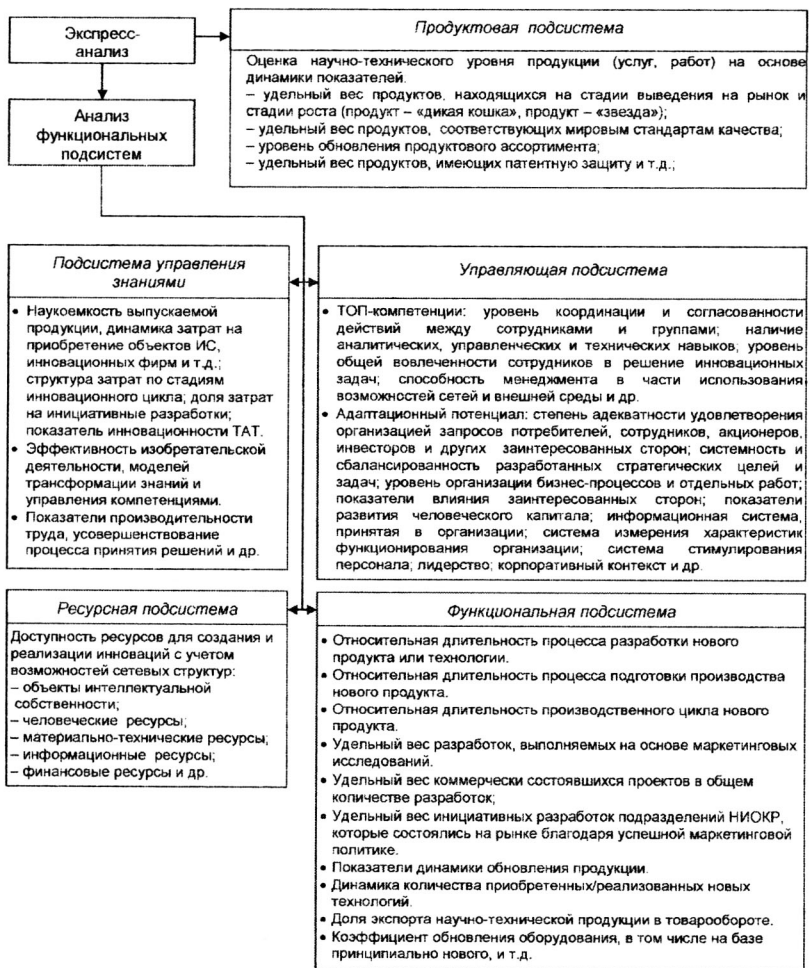 Экспресс-
анализ
Продуктовая подсистема
Оценка научно-технического уровня продукции (услуг, работ) на основе
динамики показателей.
– удельный вес продуктов, находящихся на стадии выведения на рынок и
стадии роста (продукт – «дикая кошка», продукт – «звезда»);
– удельный вес продуктов, соответствующих мировым стандартам качества;
– уровень обновления продуктового ассортимента;
– удельный вес продуктов, имеющих патентную защиту и т.д.;
Анализ
функциональных
подсистем
Подсистема управления
знаниями
• Наукоемкость выпускаемой
продукции, динамика затрат на
приобретение объектов ИС,
инновационных фирм и т.д.;
структура затрат по стадиям
инновационного цикла; доля затрат
на инициативные разработки;
показатель инновационности ТАТ.
• Эффективность изобретательской
деятельности, моделей
трансформации знаний и
управления компетенциями.
• Показатели производительности
труда, усовершенствование
процесса принятия решений и др.
Управляющая подсистема
• ТОП-компетенции: уровень координации и согласованности
действий между сотрудниками и группами; наличие
аналитических, управленческих и технических навыков; уровень
общей вовлеченности сотрудников в решение инновационных
задач; способность менеджмента в части использования
возможностей сетей и внешней среды и др.
• Адаптационный потенциал: степень адекватности удовлетворения
организацией запросов потребителей, сотрудников, акционеров,
инвесторов и других заинтересованных сторон; системность и
сбалансированность разработанных стратегических целей и
задач; уровень организации бизнес-процессов и отдельных работ;
показатели влияния заинтересованных сторон; показатели
развития человеческого капитала; информационная система,
принятая в организации; система измерения характеристик
функционирования организации; система стимулирования
персонала; лидерство; корпоративный контекст и др.
Ресурсная подсистема
Доступность ресурсов для создания и
реализации инноваций с учетом
возможностей сетевых структур:
– объекты интеллектуальной
собственности;
– человеческие ресурсы;
– материально-технические ресурсы;
– информационные ресурсы;
– финансовые ресурсы и др.
Функциональная подсистема
• Относительная длительность процесса разработки нового
продукта или технологии.
• Относительная длительность процесса подготовки производства
нового продукта.
• Относительная длительность производственного цикла нового
продукта.
• Удельный вес разработок, выполняемых на основе маркетинговых
исследований.
• Удельный вес коммерчески состоявшихся проектов в общем
количестве разработок;
• Удельный вес инициативных разработок подразделений НИОКР,
которые состоялись на рынке благодаря успешной маркетинговой
политике.
• Показатели динамики обновления продукции.
• Динамика количества приобретенных/реализованных новых
технологий.
• Доля экспорта научно-технической продукции в товарообороте.
• Коэффициент обновления оборудования, в том числе на базе
принципиально нового, и т.д.